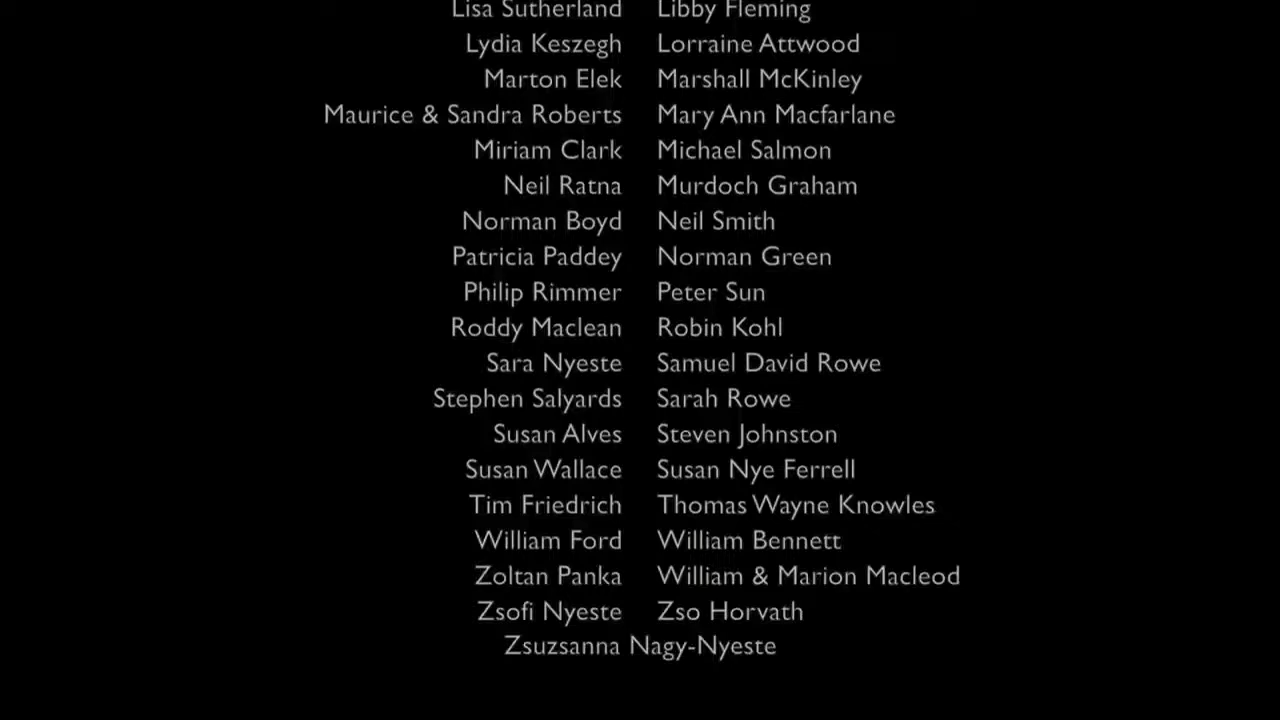 Lisa Sutherland Libby Fleming
Lydia Keszegh Lorraine Attwood
Marton Elek Marshall McKinley
Maurice & Sandra Roberts Mary Ann Macfarlane
Miriam Clark Michael Salmon
Neil Ratna Murdoch Graham
Norman Boyd Neil Smith
Patricia Paddey Norman Green
Philip Rimmer Peter Sun
Roddy Maclean Robin Kohl
Sara Nyeste Samuel David Rowe
Stephen Salyards Sarah Rowe
Susan Alves Steven Johnston
Susan Wallace Susan Nye Ferrell
Tim Friedrich Thomas Wayne Knowles
William Ford William Bennett
Zoltan Panka William & Marion Macleod
Zsofi Nyeste Zso Horvath
Zsuzsanna Nagy-Nyeste